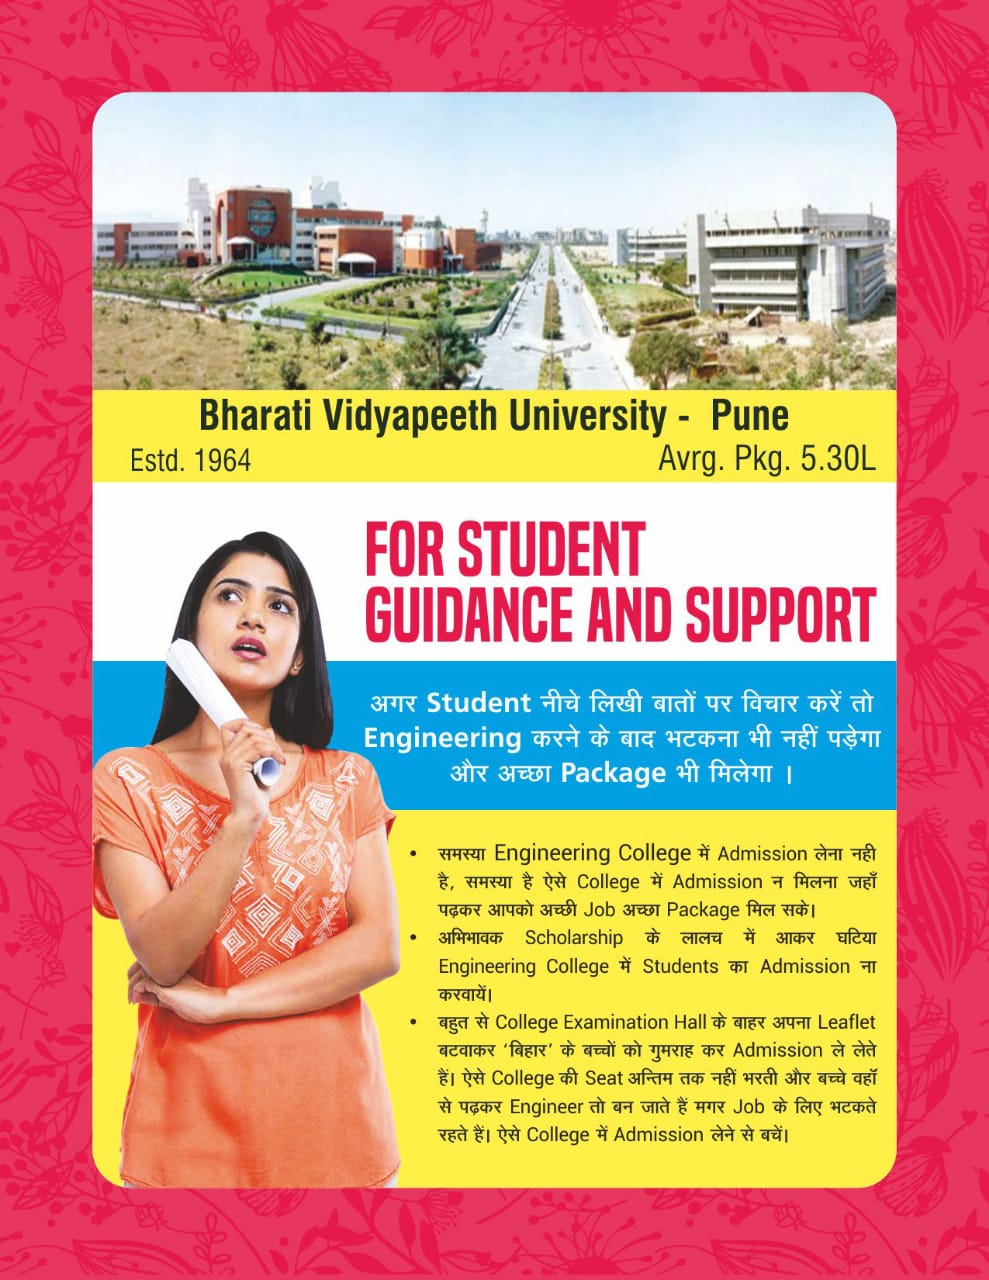 Bharati Vidyapeeth University - Pune
Estd. 1964 Avrg. Pkg. 5.30L
FOR STUDENT
GUIDANCE AND SUPPORT
अगर Student नीचे लिखी बातों पर विचार करें तो
Engineering करने के बाद भटकना भी नहीं पड़ेगा
और अच्छा Package भी मिलेगा ।
• समस्या Engineering College में Admission लेना नही
है, समस्या है ऐसे College में Admission न मिलना जहाँ
पढ़कर आपको अच्छी Job अच्छा Package मिल सके।
• अभिभावक Scholarship के लालच में आकर घटिया
Engineering College में Students का Admission ना
करवायें।
• बहुत से College Examination Hall के बाहर अपना Leaflet
बटवाकर ‘बिहार’ के बच्चों को गुमराह कर Admission ले लेते
हैं। ऐसे College की Seat अन्तिम तक नहीं भरती और बच्चे वहाँ
से पढ़कर Engineer तो बन जाते हैं मगर Job के लिए भटकते
रहते हैं। ऐसे College में Admission लेने से बचें।